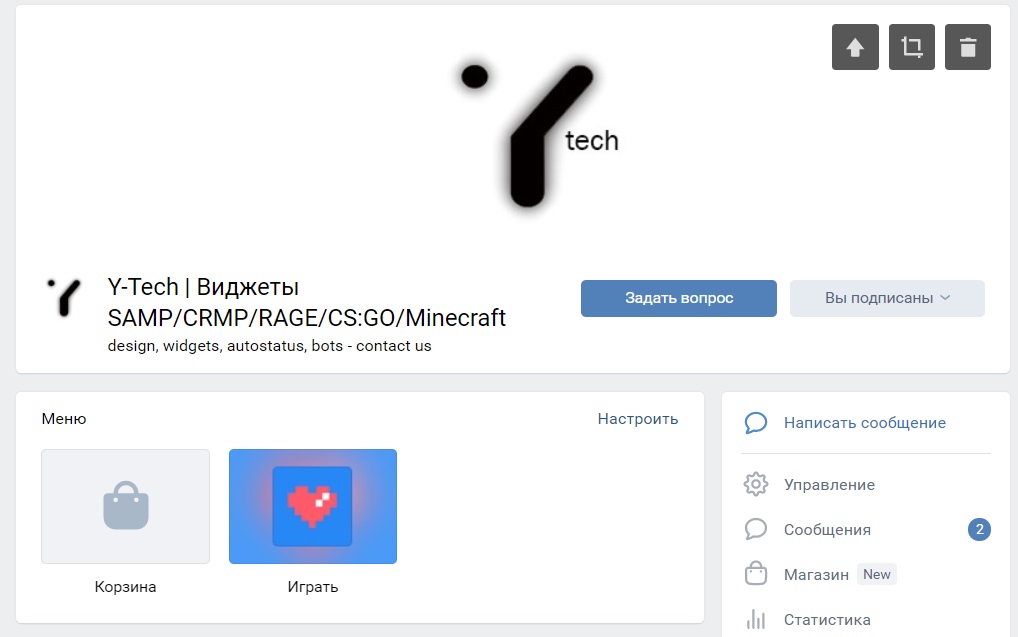 tech
Y-Tech | Виджеты
SAMP/CRMP/RAGE/CS:GO/Minecraft
design, widgets, autostatus, bots - contact us
Задать вопрос
Вы подписаны
Меню
Настроить
Корзина
Играть
Написать сообщение
Управление
Сообщения 2
Магазин New
Статистика